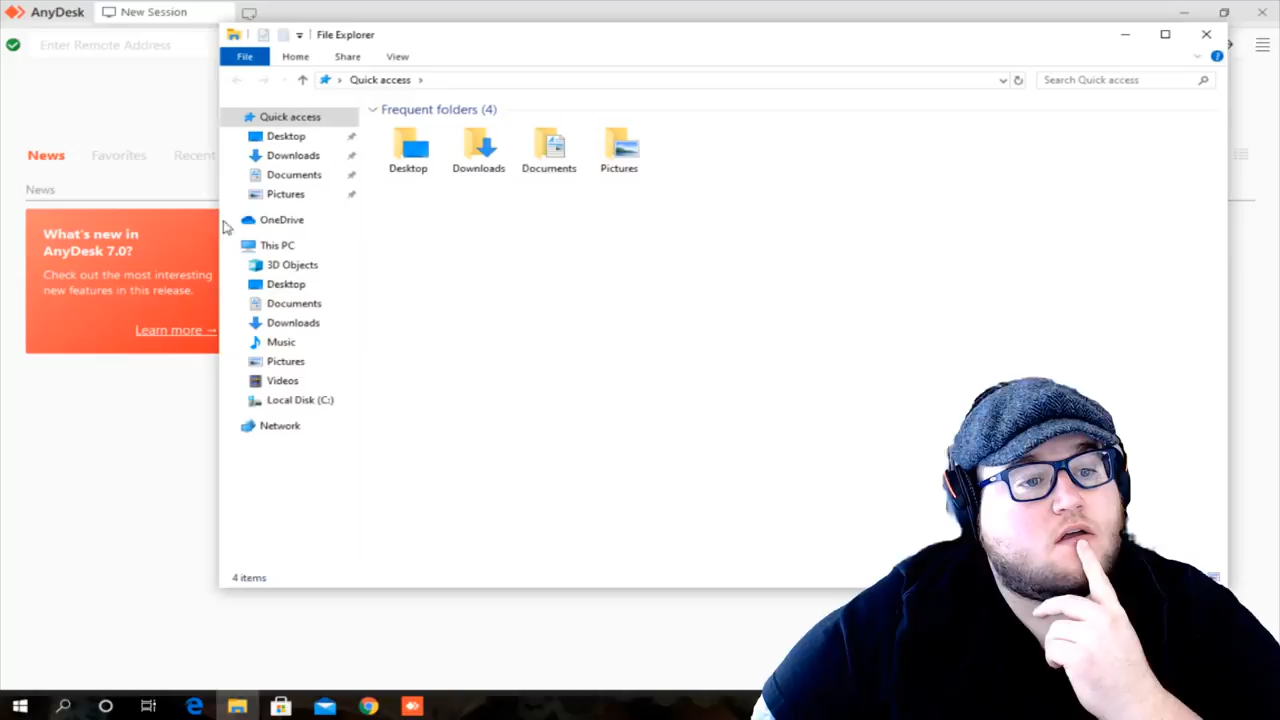 AnyDesk
New Session
Enter Remote Address
File Explorer
File
Home
Share
View
Quick access
Search Quick access
News
Favorites
Recent
News
What's new in
AnyDesk 7.0?
Check out the most interesting
new features in this release.
Learn more →
Quick access
Desktop
Downloads
Documents
Pictures
OneDrive
This PC
3D Objects
Desktop
Documents
Downloads
Music
Pictures
Videos
Local Disk (C:)
Network
Frequent folders (4)
Desktop
Downloads
Documents
Pictures
4 items